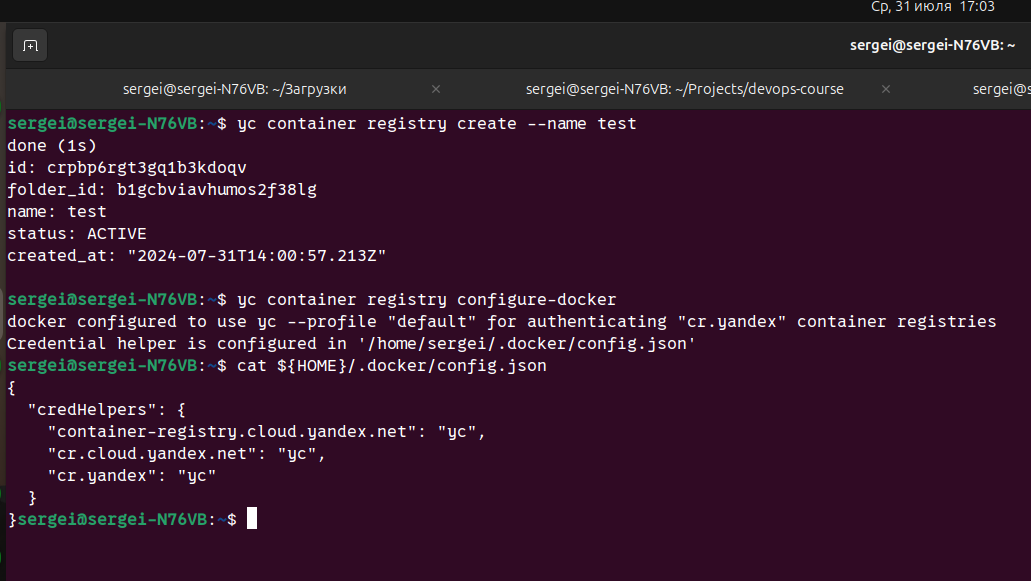 Ср, 31 июля 17:03
sergei@sergei-N76VB: ~
sergei@sergei-N76VB: ~/Загрузки × sergei@sergei-N76VB: ~/Projects/devops-course × sergei@s
sergei@sergei-N76VB:~$ yc container registry create --name test
done (1s)
id: crpbp6rgt3gq1b3kdoqv
folder_id: b1gcbviavhumos2f38lg
name: test
status: ACTIVE
created_at: "2024-07-31T14:00:57.213Z"
sergei@sergei-N76VB:~$ yc container registry configure-docker
docker configured to use yc --profile "default" for authenticating "cr.yandex" container registries
Credential helper is configured in '/home/sergei/.docker/config.json'
sergei@sergei-N76VB:~$ cat ${HOME}/.docker/config.json
{
  "credHelpers": {
    "container-registry.cloud.yandex.net": "yc",
    "cr.cloud.yandex.net": "yc",
    "cr.yandex": "yc"
  }
}sergei@sergei-N76VB:~$